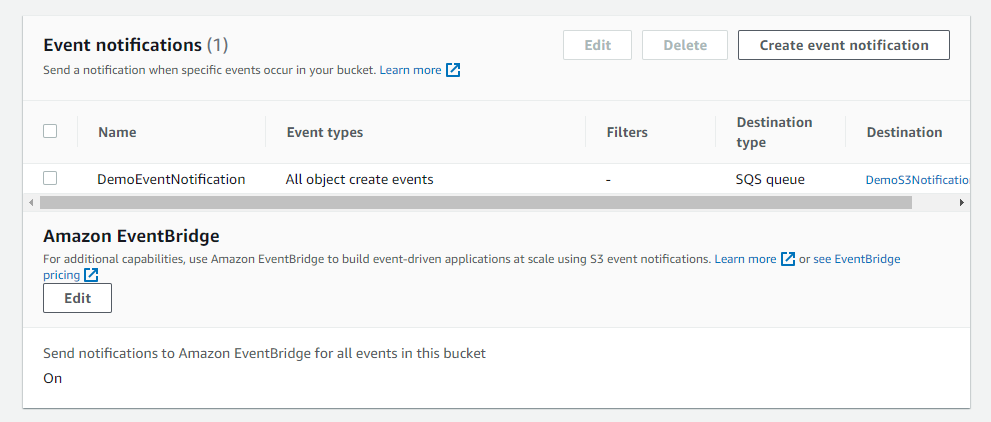 Event notifications (1)
Edit
Delete
Create event notification
Send a notification when specific events occur in your bucket. Learn more
Name
Event types
Filters
Destination
type
Destination
DemoEventNotification
All object create events
-
SQS queue
DemoS3Notification
Amazon EventBridge
For additional capabilities, use Amazon EventBridge to build event-driven applications at scale using S3 event notifications. Learn more or see EventBridge
pricing
Edit
Send notifications to Amazon EventBridge for all events in this bucket
On